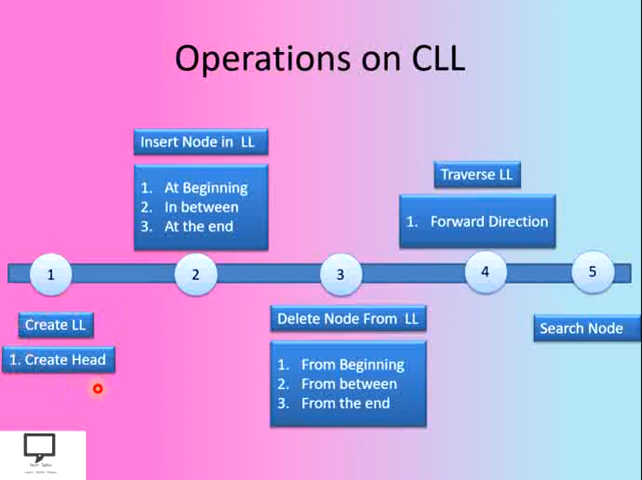 Operations on CLL
Insert Node in LL
1. At Beginning
2. In between
3. At the end
Traverse LL
1. Forward Direction
1
2
3
4
5
Create LL
1. Create Head
Delete Node From LL
1. From Beginning
2. From between
3. From the end
Search Node
Tech Talks